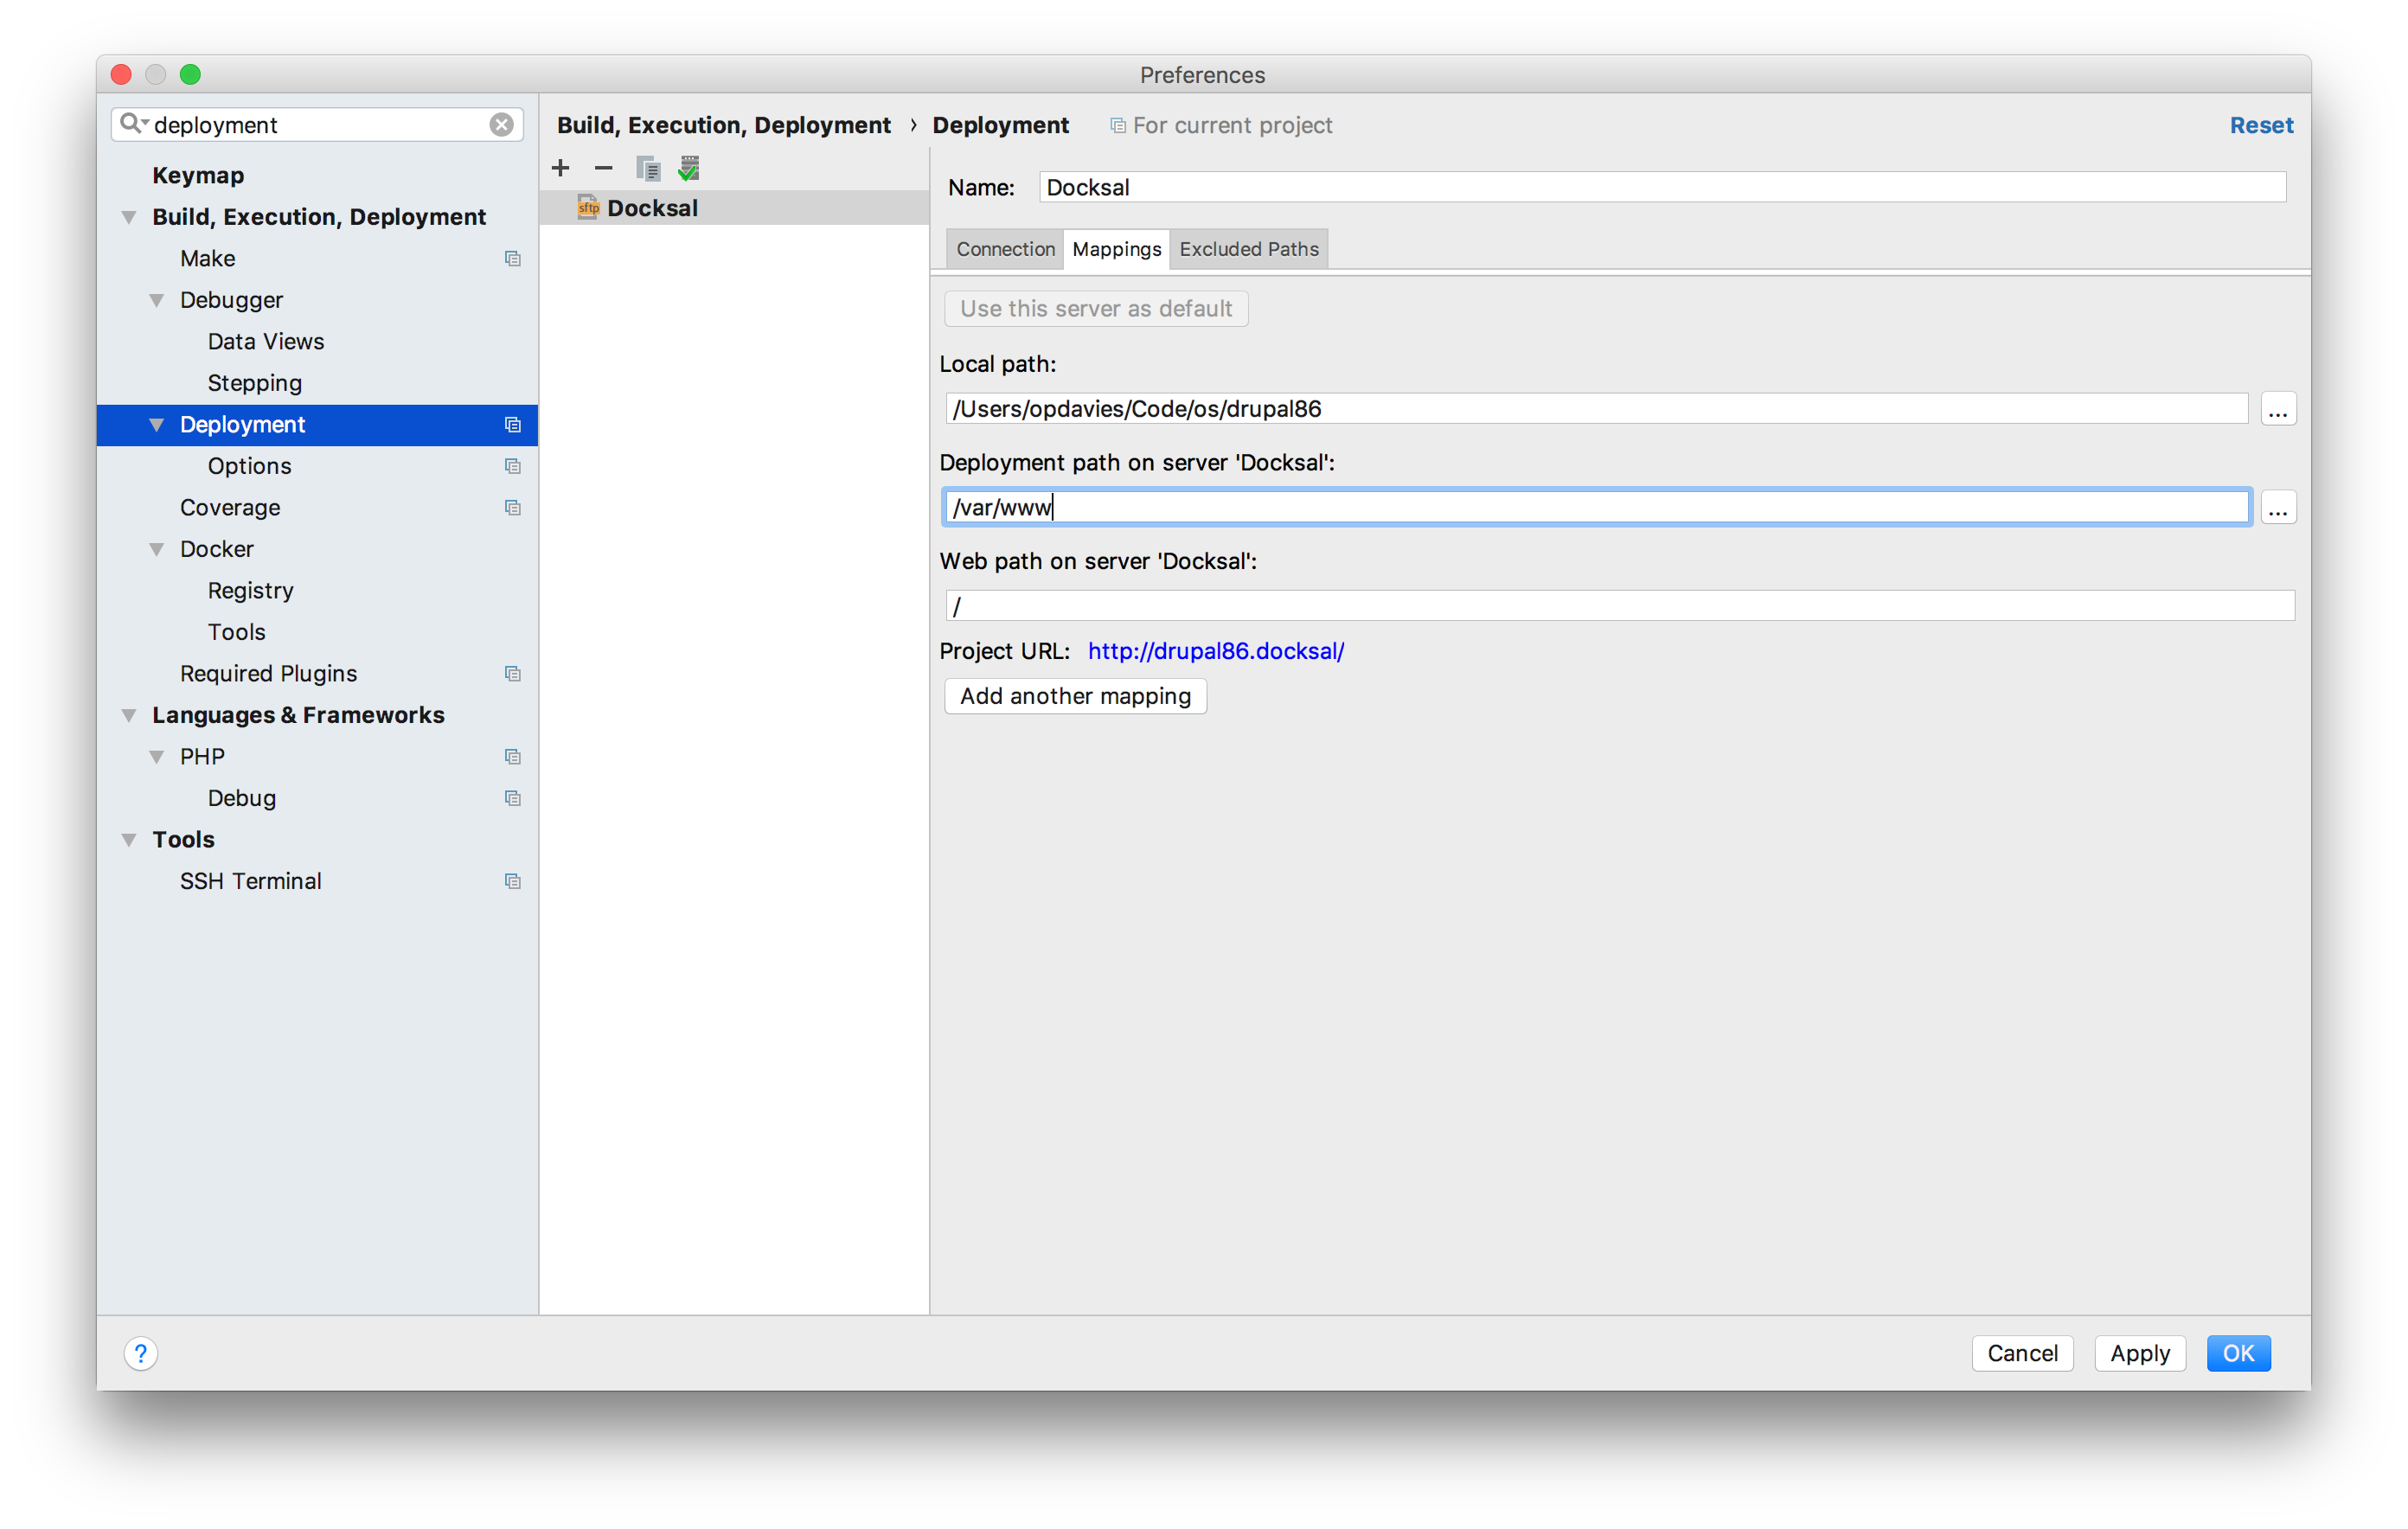 Preferences
deployment
Keymap
Build, Execution, Deployment
Make
Debugger
Data Views
Stepping
Deployment
Options
Coverage
Docker
Registry
Tools
Required Plugins
Languages & Frameworks
PHP
Debug
Tools
SSH Terminal
Build, Execution, Deployment › Deployment For current project Reset
sftp Docksal
Name: Docksal
Connection Mappings Excluded Paths
Use this server as default
Local path:
/Users/opdavies/Code/os/drupal86 ...
Deployment path on server 'Docksal':
/var/www ...
Web path on server 'Docksal':
/
Project URL: http://drupal86.docksal/
Add another mapping
? Cancel Apply OK